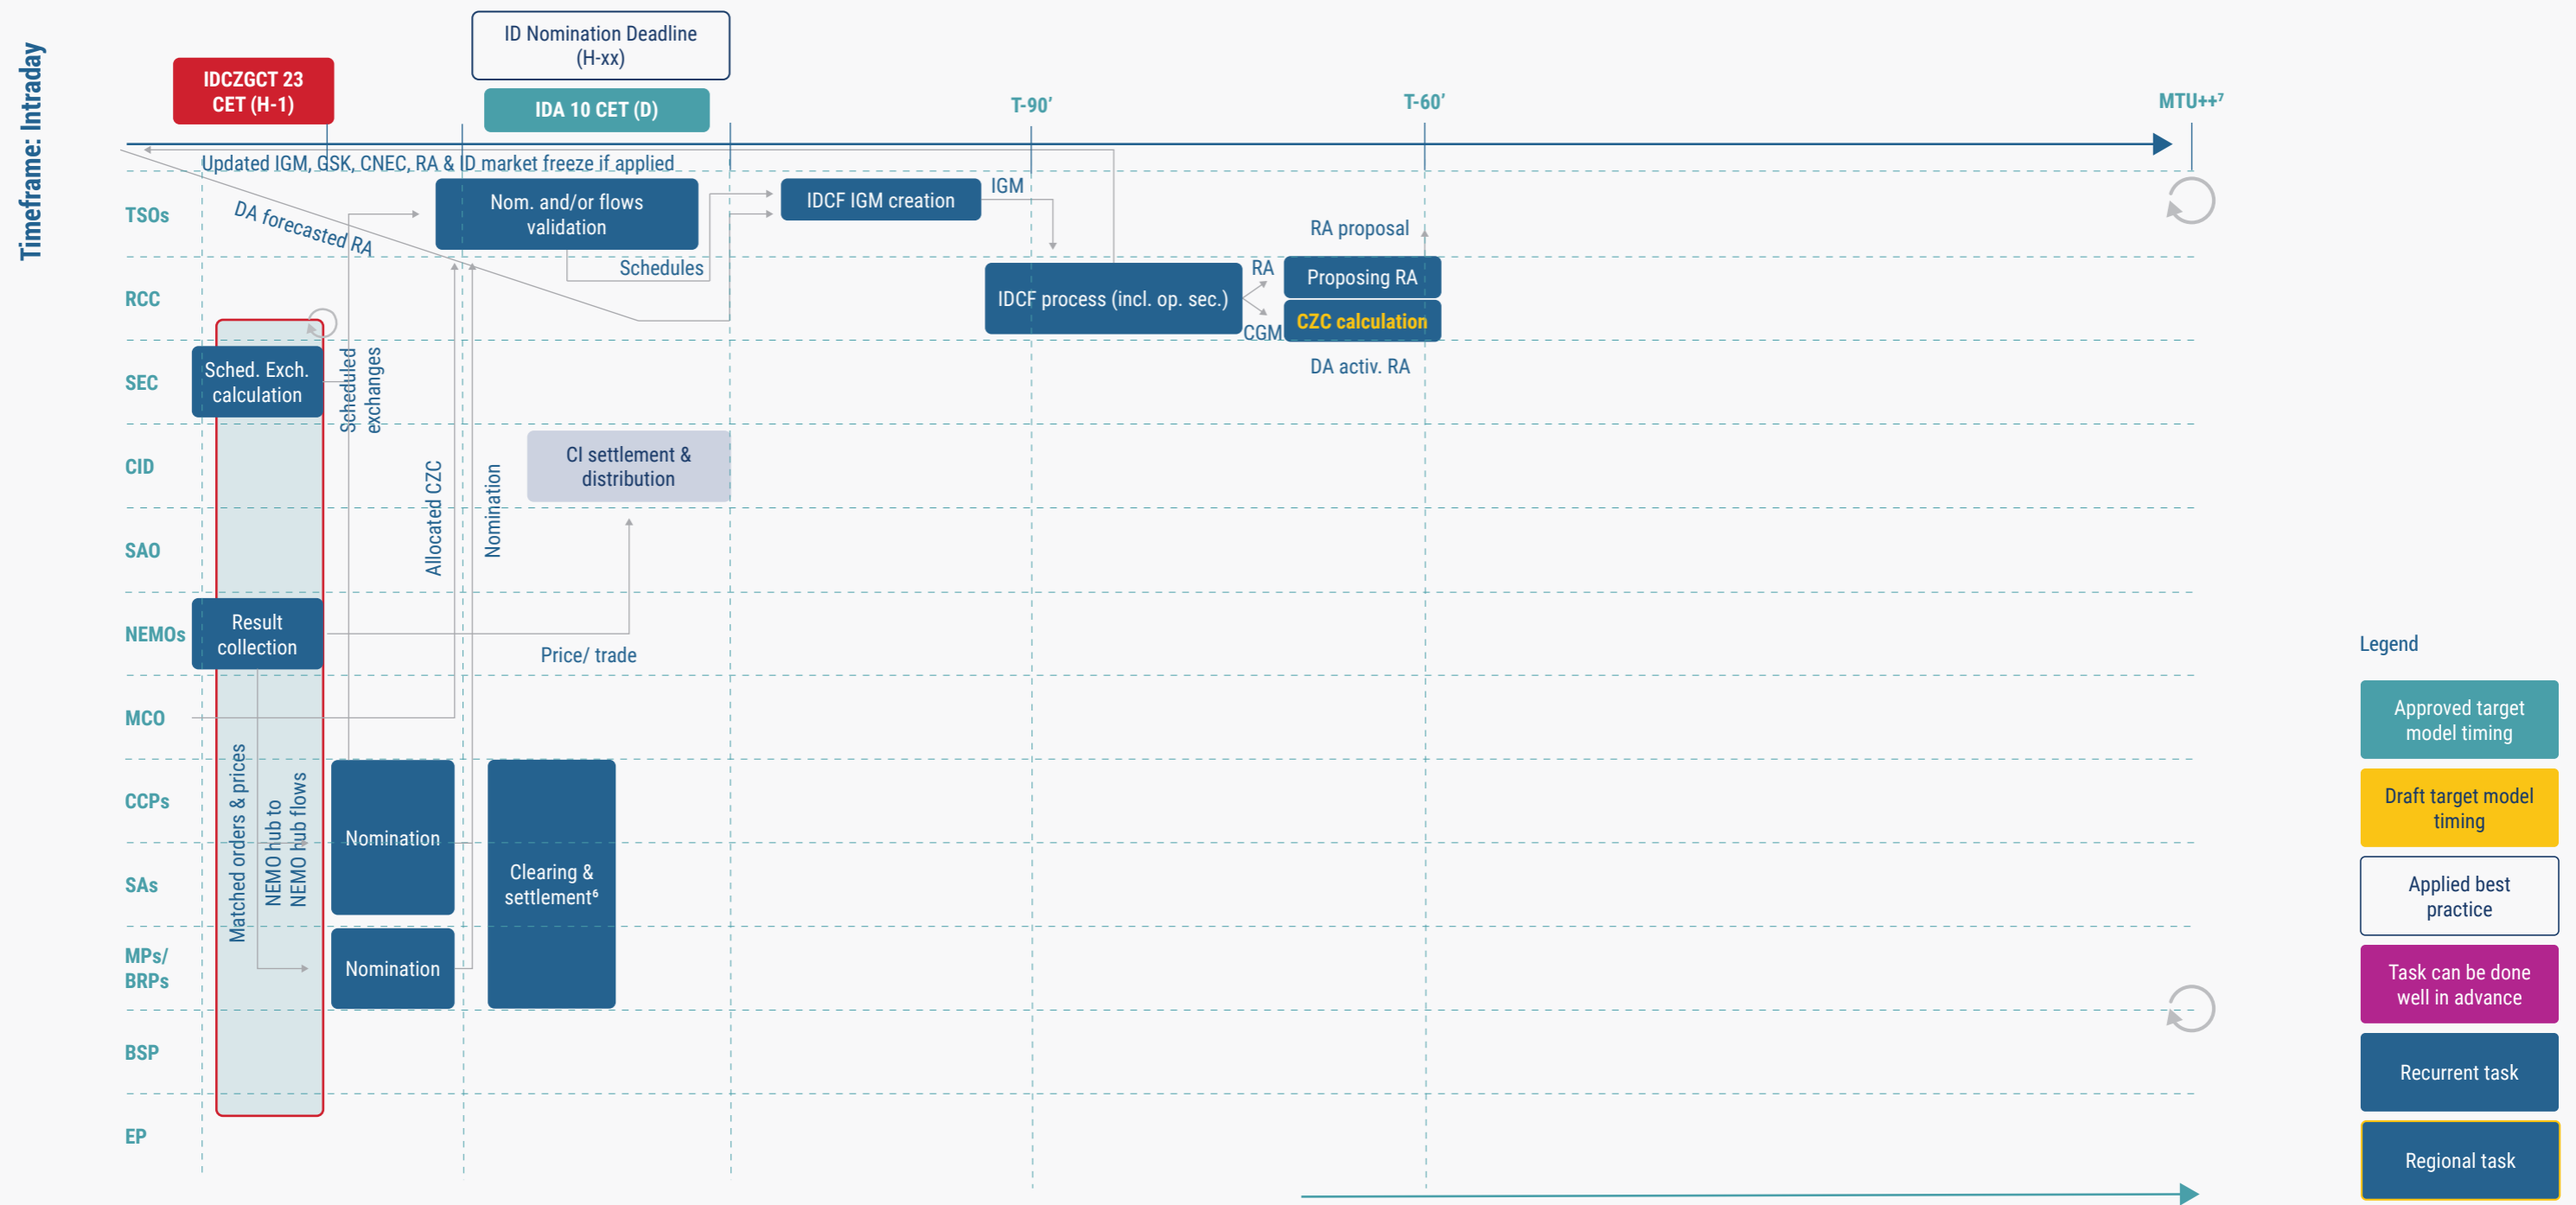 Timeframe: Intraday
IDCZGCT 23
CET (H-1)
ID Nomination Deadline
(H-xx)
IDA 10 CET (D)
T-90’
T-60’
MTU++⁷
Updated IGM, GSK, CNEC, RA & ID market freeze if applied
TSOs
DA forecasted RA
Nom. and/or flows
validation
IDCF IGM creation
IGM
RA proposal
Schedules
RCC
IDCF process (incl. op. sec.)
RA
CGM
Proposing RA
CZC calculation
DA activ. RA
SEC
Sched. Exch.
calculation
Scheduled
exchanges
CID
CI settlement &
distribution
Allocated CZC
Nomination
SAO
NEMOs
Result
collection
Price/ trade
MCO
Matched orders & prices
NEMO hub to
NEMO hub flows
CCPs
Nomination
SAs
Clearing &
settlement⁶
MPs/
BRPs
Nomination
BSP
EP
Legend
Approved target
model timing
Draft target model
timing
Applied best
practice
Task can be done
well in advance
Recurrent task
Regional task